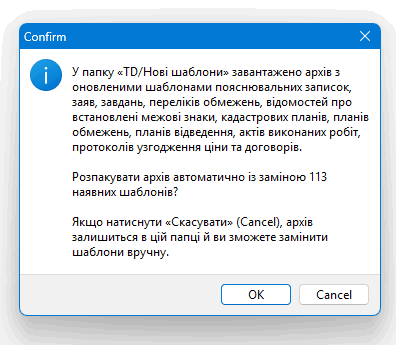 Confirm
У папку «TD/Нові шаблони» завантажено архів з
оновленими шаблонами пояснювальних записок,
заяв, завдань, переліків обмежень, відомостей про
встановлені межові знаки, кадастрових планів, планів
обмежень, планів відведення, актів виконаних робіт,
протоколів узгодження ціни та договорів.
Розпакувати архів автоматично із заміною 113
наявних шаблонів?
Якщо натиснути «Скасувати» (Cancel), архів
залишиться в цій папці й ви зможете замінити
шаблони вручну.
OK Cancel